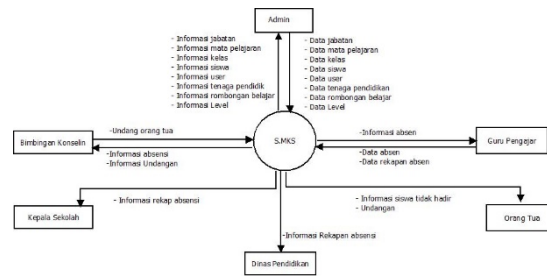 Admin
- Informasi jabatan
- Informasi mata pelajaran
- Informasi kelas
- Informasi siswa
- Informasi user
- Informasi tenaga pendidik
- Informasi rombongan belajar
- Informasi Level
- Data jabatan
- Data mata pelajaran
- Data kelas
- Data siswa
- Data user
- Data tenaga pendidikan
- Data rombongan belajar
- Data Level
Bimbingan Konselin
-Undang orang tua
-Informasi absensi
-Informasi Undangan
S.MKS
-Informasi absen
-Data absen
-Data rekapan absen
Guru Pengajar
- Informasi rekap absensi
Kepala Sekolah
- Informasi siswa tidak hadir
- Undangan
Orang Tua
-Informasi Rekapan absensi
Dinas Pendidikan